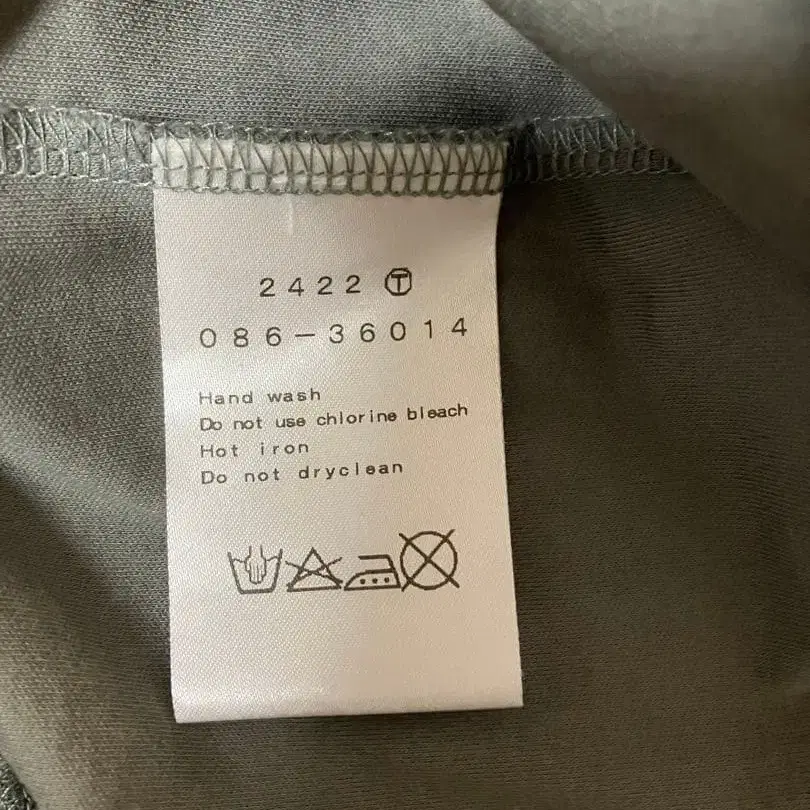 2422 Ⓣ
086-36014
Hand wash
Do not use chlorine bleach
Hot iron
Do not dryclean